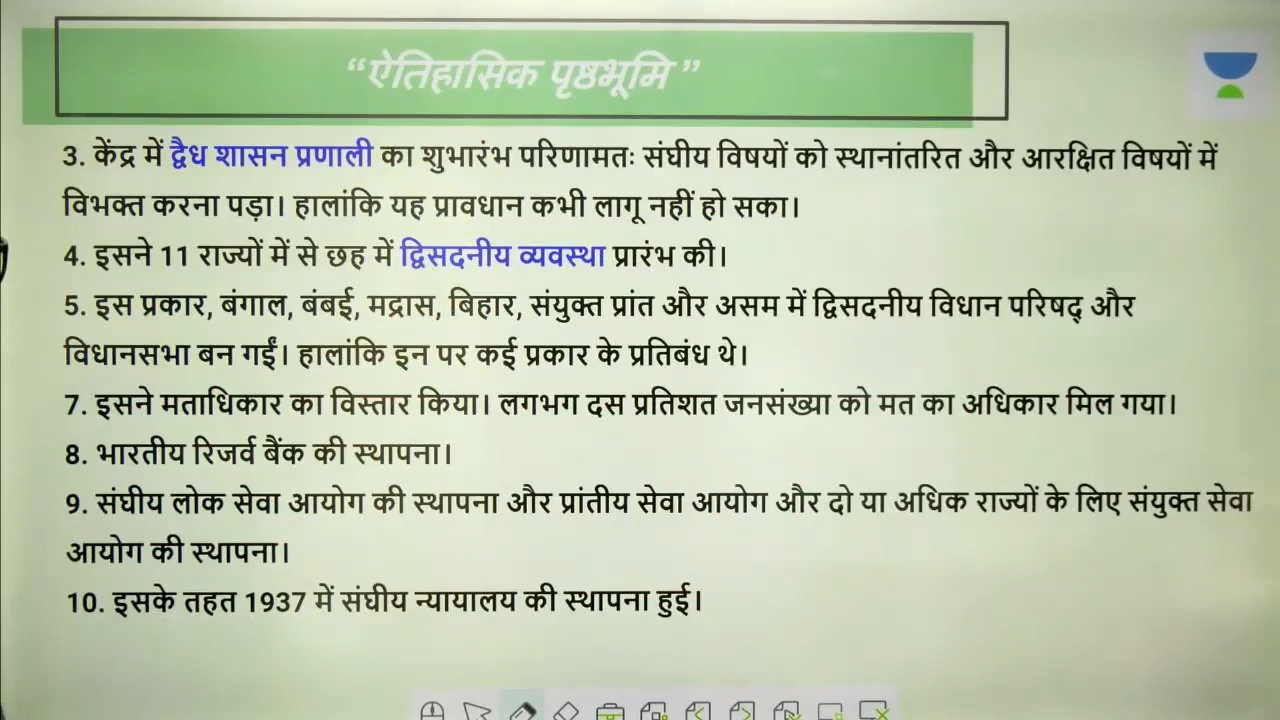 “ऐतिहासिक पृष्ठभूमि ”
3. केंद्र में द्वैध शासन प्रणाली का शुभारंभ परिणामतः संघीय विषयों को स्थानांतरित और आरक्षित विषयों में
विभक्त करना पड़ा। हालांकि यह प्रावधान कभी लागू नहीं हो सका।
4. इसने 11 राज्यों में से छह में द्विसदनीय व्यवस्था प्रारंभ की।
5. इस प्रकार, बंगाल, बंबई, मद्रास, बिहार, संयुक्त प्रांत और असम में द्विसदनीय विधान परिषद् और
विधानसभा बन गईं। हालांकि इन पर कई प्रकार के प्रतिबंध थे।
7. इसने मताधिकार का विस्तार किया। लगभग दस प्रतिशत जनसंख्या को मत का अधिकार मिल गया।
8. भारतीय रिजर्व बैंक की स्थापना।
9. संघीय लोक सेवा आयोग की स्थापना और प्रांतीय सेवा आयोग और दो या अधिक राज्यों के लिए संयुक्त सेवा
आयोग की स्थापना।
10. इसके तहत 1937 में संघीय न्यायालय की स्थापना हुई।